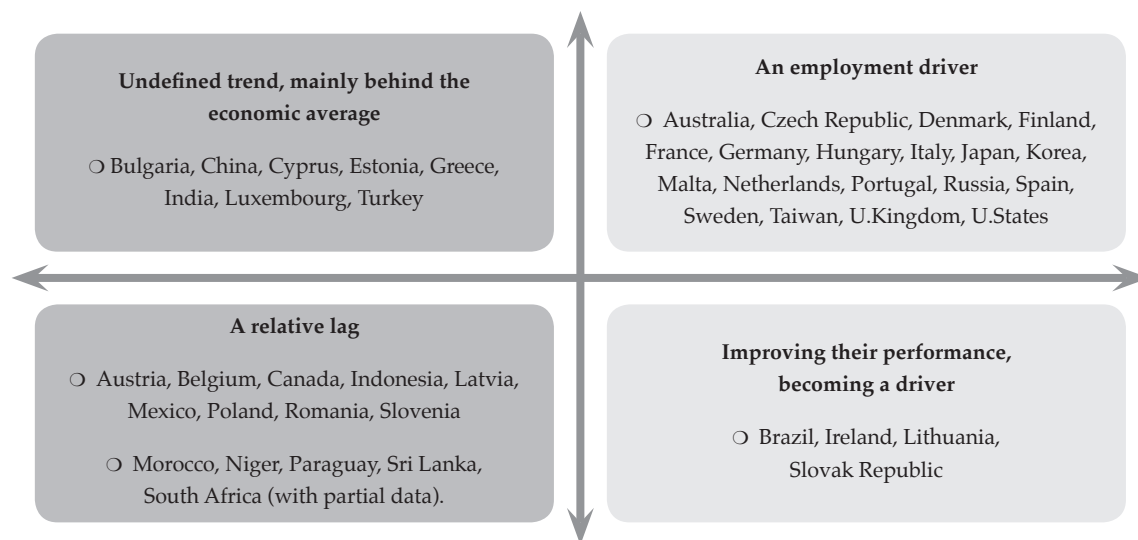 Undefined trend, mainly behind the
economic average
❍ Bulgaria, China, Cyprus, Estonia, Greece,
India, Luxembourg, Turkey
An employment driver
❍ Australia, Czech Republic, Denmark, Finland,
France, Germany, Hungary, Italy, Japan, Korea,
Malta, Netherlands, Portugal, Russia, Spain,
Sweden, Taiwan, U.Kingdom, U.States
A relative lag
❍ Austria, Belgium, Canada, Indonesia, Latvia,
Mexico, Poland, Romania, Slovenia
❍ Morocco, Niger, Paraguay, Sri Lanka,
South Africa (with partial data).
Improving their performance,
becoming a driver
❍ Brazil, Ireland, Lithuania,
Slovak Republic